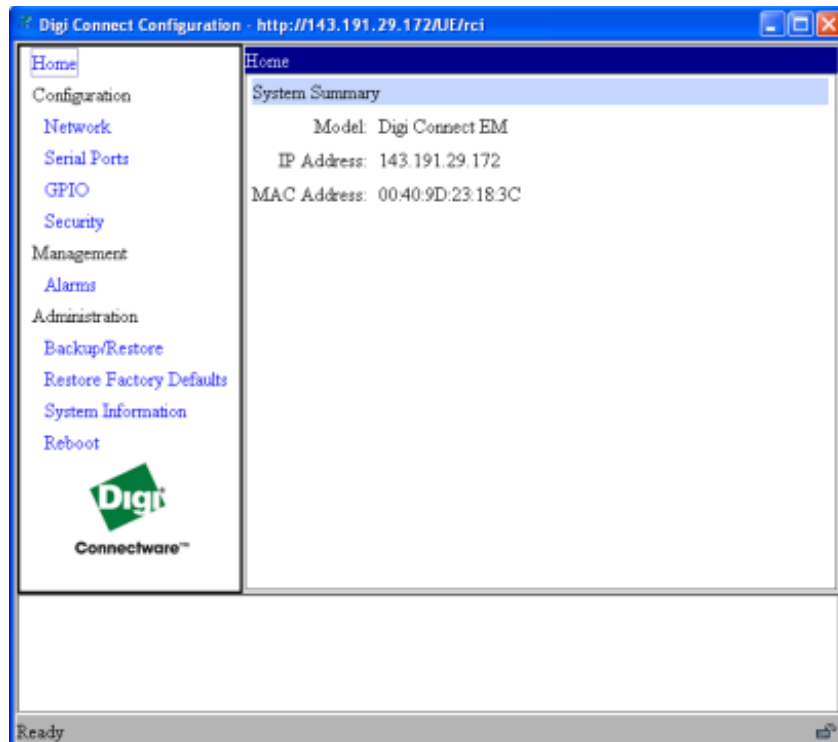 Digi Connect Configuration - http://143.191.29.172/UE/rci
Home
Configuration
Network
Serial Ports
GPIO
Security
Management
Alarms
Administration
Backup/Restore
Restore Factory Defaults
System Information
Reboot
Digi
Connectware™
Home
System Summary
Model: Digi Connect EM
IP Address: 143.191.29.172
MAC Address: 00:40:9D:23:18:3C
Ready